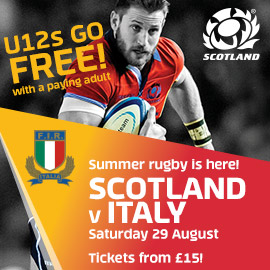 U12s GO
FREE!
with a paying adult
SCOTLAND
F.I.R.
ITALIA
Summer rugby is here!
SCOTLAND
v ITALY
Saturday 29 August
Tickets from £15!